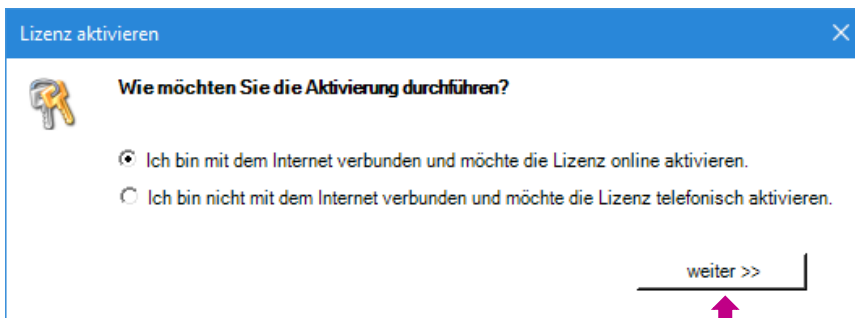 Lizenz aktivieren
Wie möchten Sie die Aktivierung durchführen?
Ich bin mit dem Internet verbunden und möchte die Lizenz online aktivieren.
Ich bin nicht mit dem Internet verbunden und möchte die Lizenz telefonisch aktivieren.
weiter >>